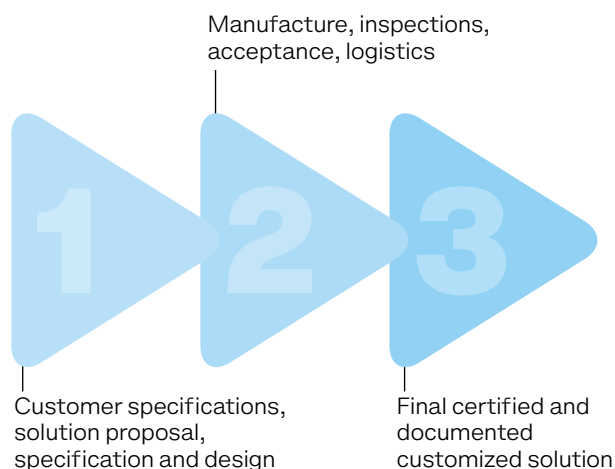 Manufacture, inspections,
acceptance, logistics
1
2
3
Customer specifications,
solution proposal,
specification and design
Final certified and
documented
customized solution